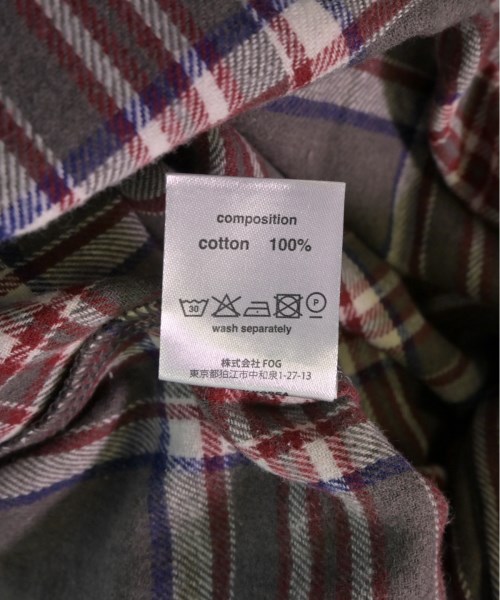 composition
cotton 100%
30 P
wash separately
株式会社 FOG
東京都狛江市中和泉1-27-13